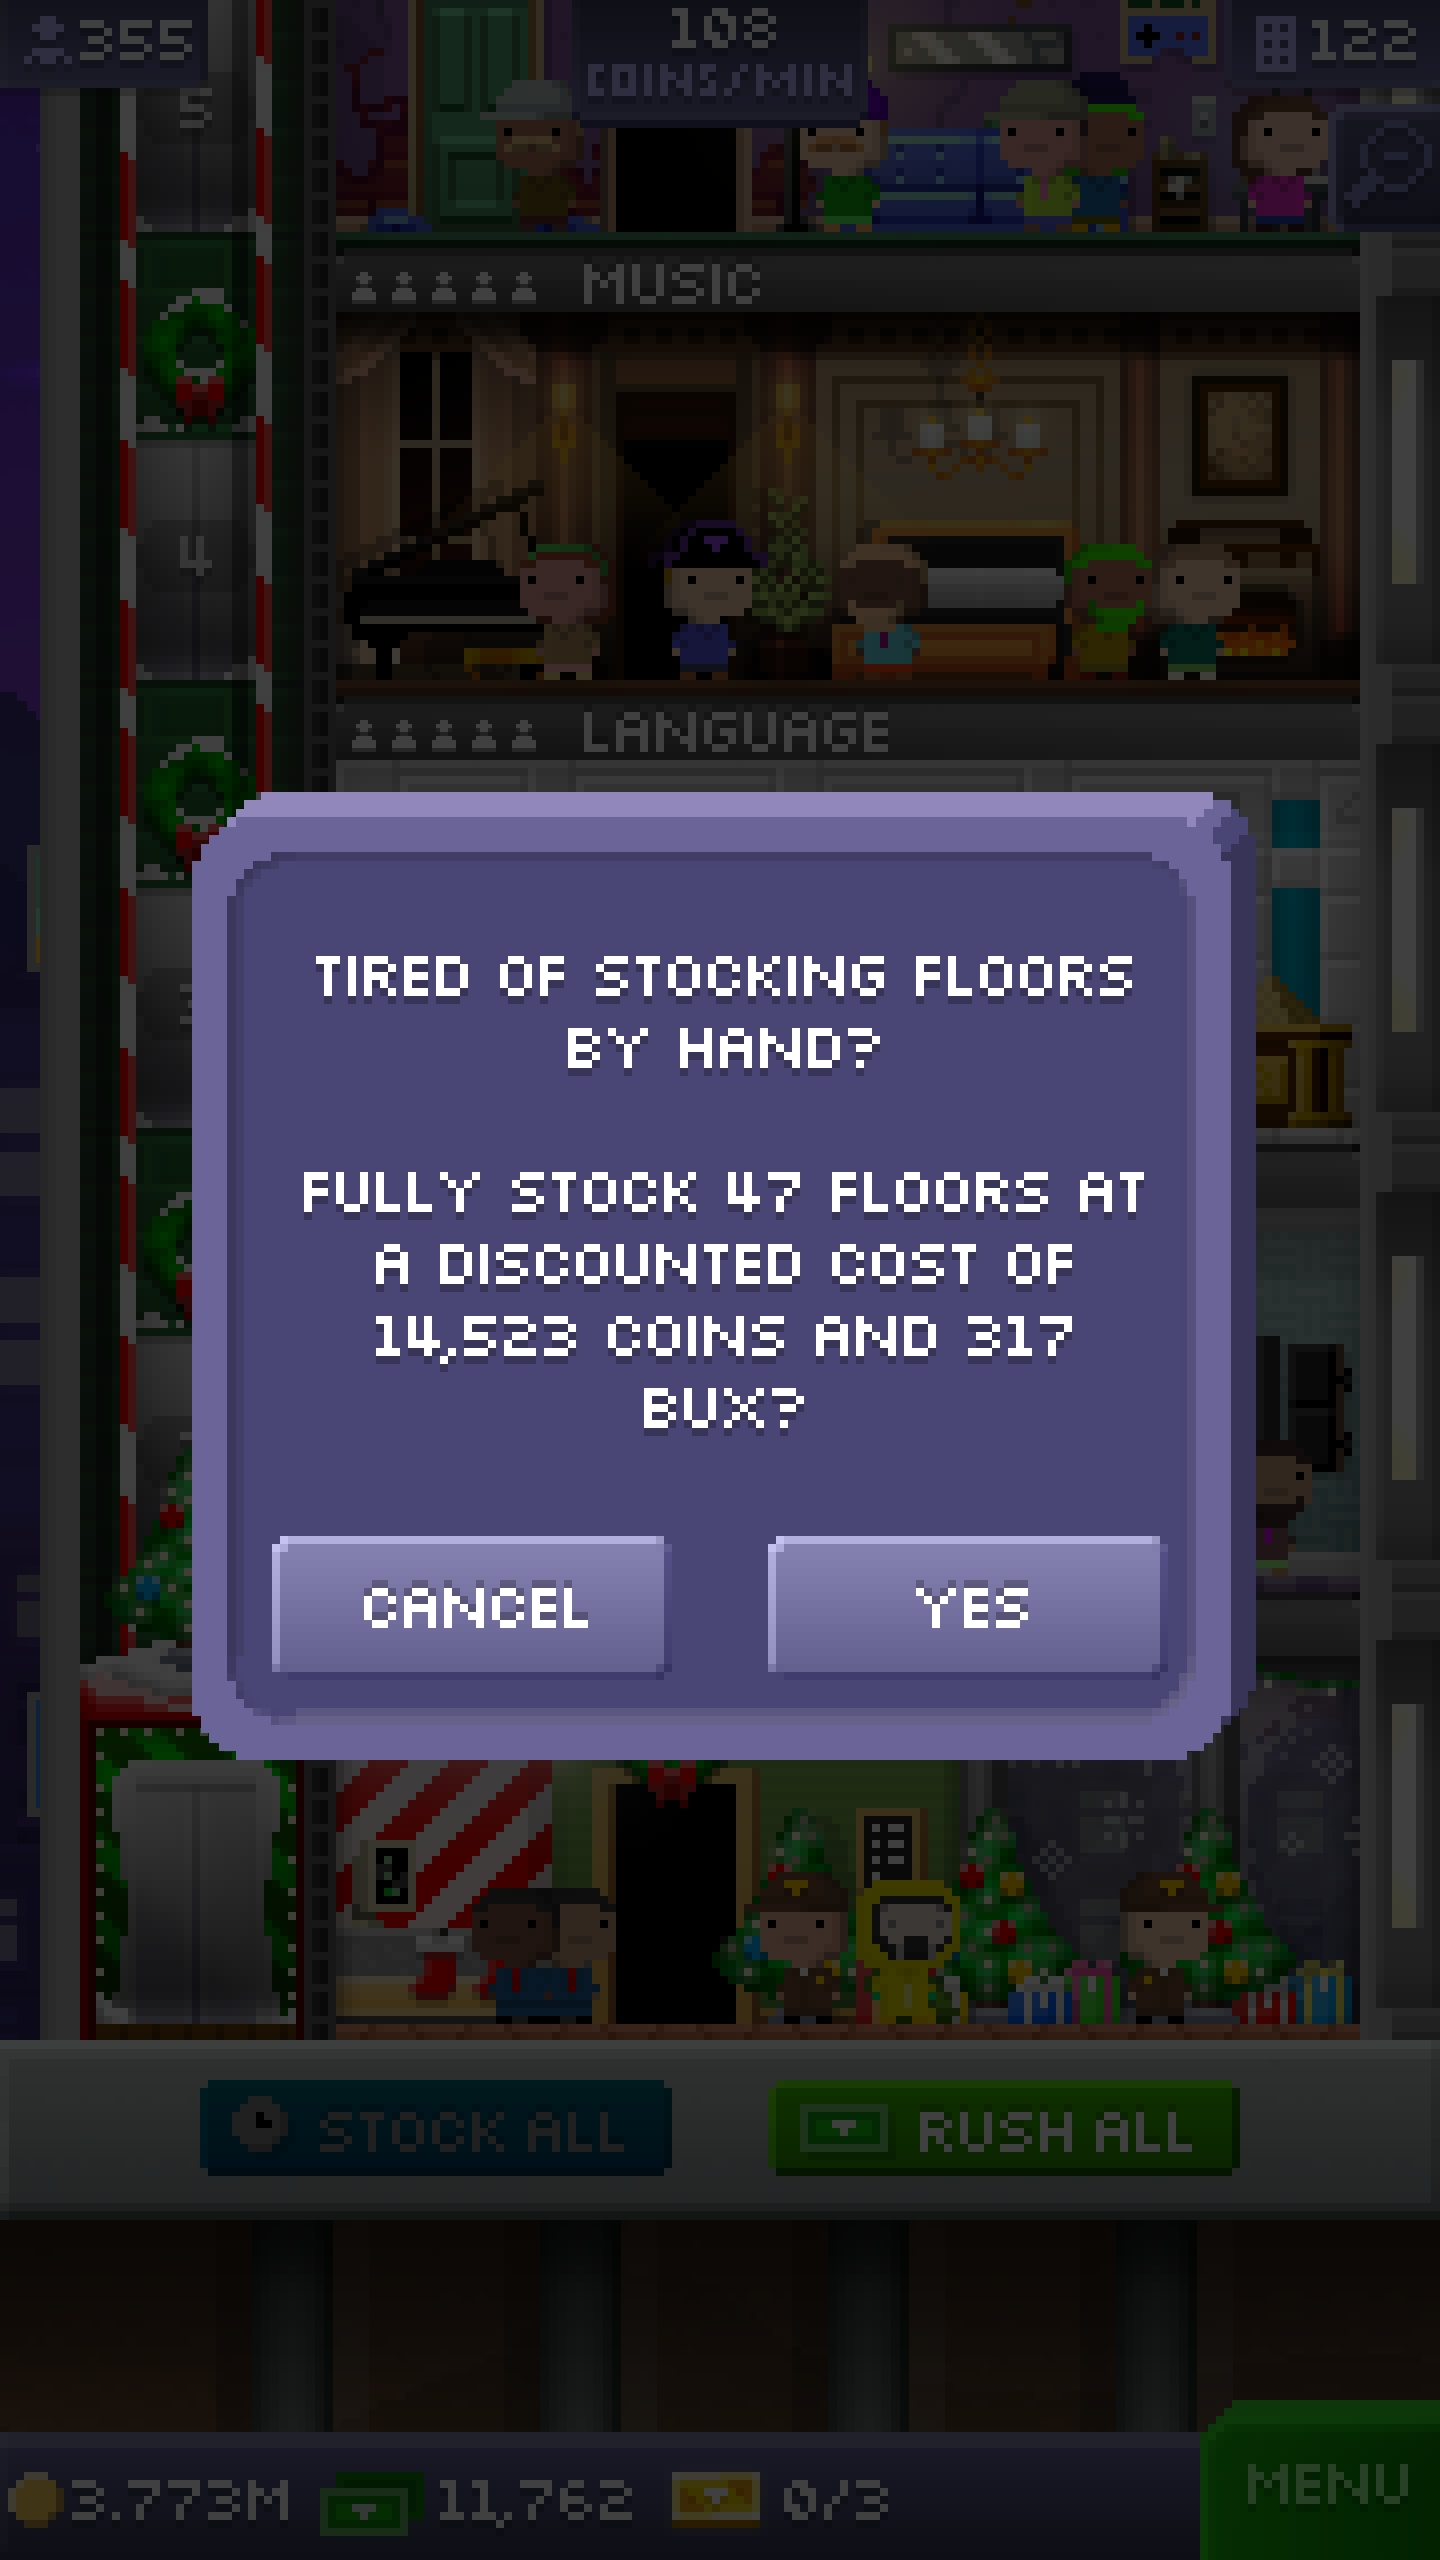 355
108
COINS/MIN
122
5
MUSIC
4
LANGUAGE
TIRED OF STOCKING FLOORS
BY HAND?
FULLY STOCK 47 FLOORS AT
A DISCOUNTED COST OF
14,523 COINS AND 317
BUX?
CANCEL
YES
STOCK ALL
RUSH ALL
3.773M
11,762
0/3
MENU